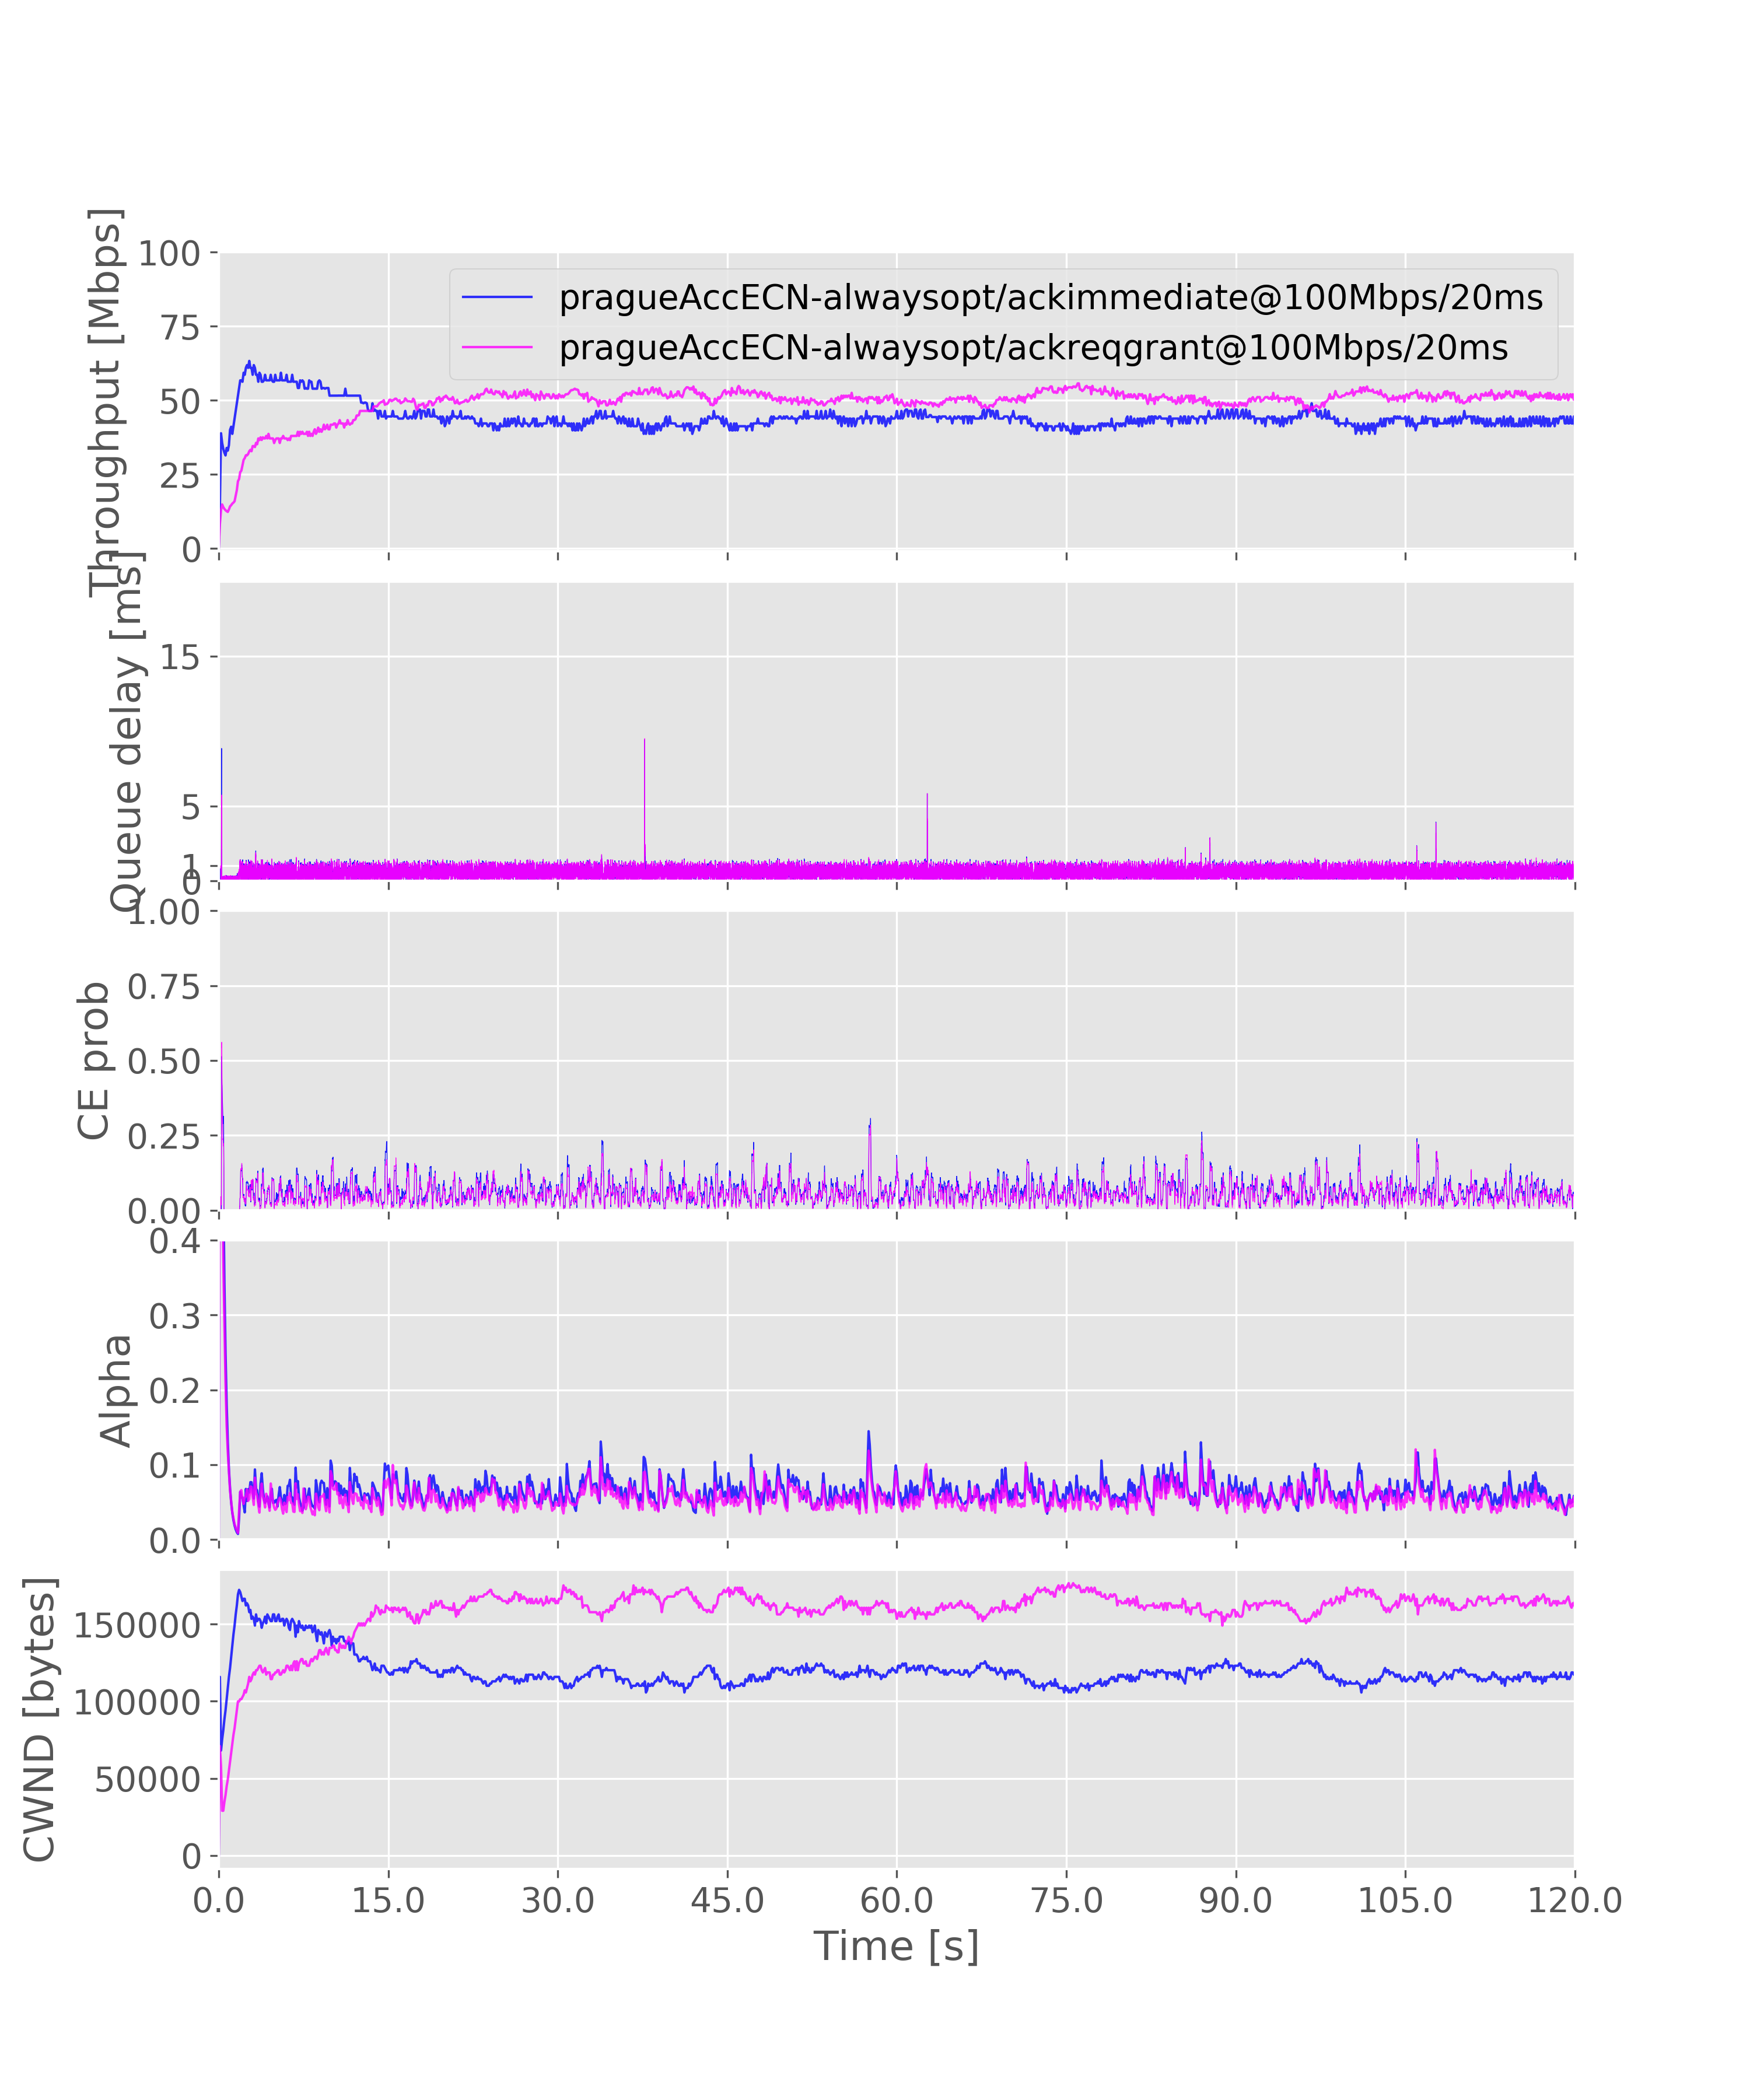 Throughput [Mbps]
100
75
50
25
0
pragueAccECN-alwaysopt/ackimmediate@100Mbps/20ms
pragueAccECN-alwaysopt/ackreqgrant@100Mbps/20ms
Queue delay [ms]
15
5
1
0
CE prob
1.00
0.75
0.50
0.25
0.00
Alpha
0.4
0.3
0.2
0.1
0.0
CWND [bytes]
150000
100000
50000
0
0.0 15.0 30.0 45.0 60.0 75.0 90.0 105.0 120.0
Time [s]